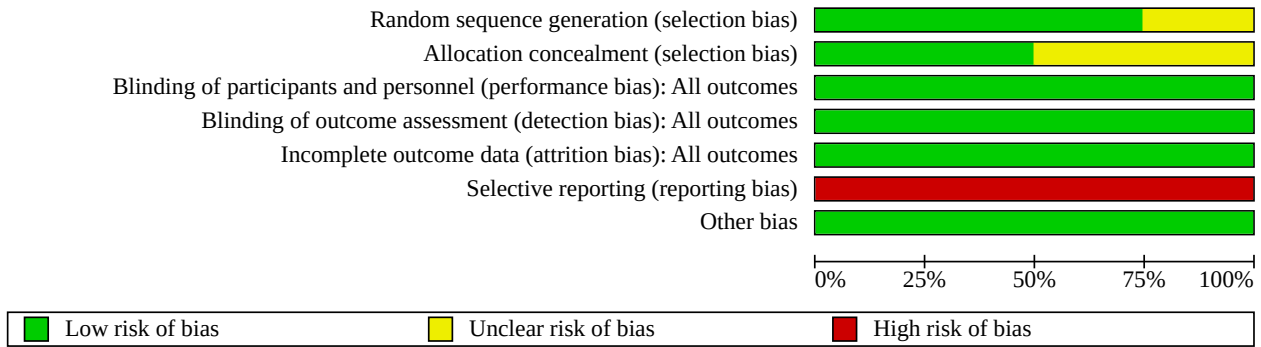 Random sequence generation (selection bias)
Allocation concealment (selection bias)
Blinding of participants and personnel (performance bias): All outcomes
Blinding of outcome assessment (detection bias): All outcomes
Incomplete outcome data (attrition bias): All outcomes
Selective reporting (reporting bias)
Other bias
0% 25% 50% 75% 100%
Low risk of bias Unclear risk of bias High risk of bias